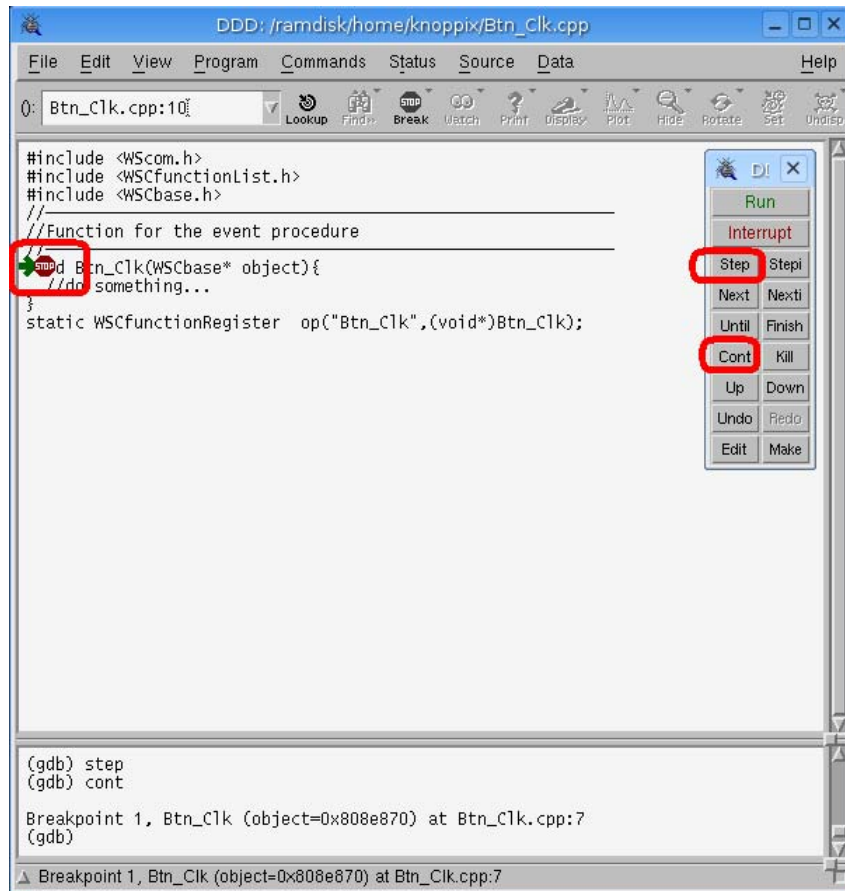 DDD: /ramdisk/home/knoppix/Btn_Clk.cpp
File Edit View Program Commands Status Source Data Help
(): Btn_Clk.cpp:10
Lookup Find» Break Watch Print Display Plot Hide Rotate Set Undisp
#include <WScom.h>
#include <WSCfunctionList.h>
#include <WSCbase.h>
//
//Function for the event procedure
//
STOP d Btn_Clk(WSCbase* object){
//do something...
}
static WSCfunctionRegister op("Btn_Clk",(void*)Btn_Clk);
D
Run
Interrupt
Step Stepi
Next Nexti
Until Finish
Cont Kill
Up Down
Undo Redo
Edit Make
(gdb) step
(gdb) cont
Breakpoint 1, Btn_Clk (object=0x808e870) at Btn_Clk.cpp:7
(gdb)
Breakpoint 1, Btn_Clk (object=0x808e870) at Btn_Clk.cpp:7